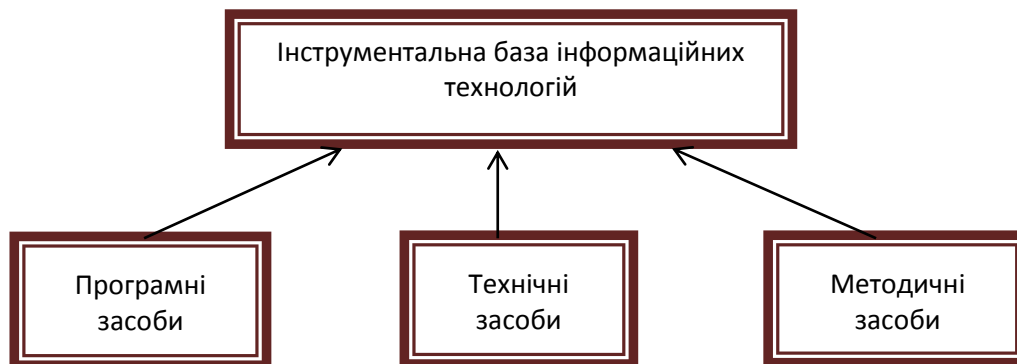 Інструментальна база інформаційних
технологій
Програмні
засоби
Технічні
засоби
Методичні
засоби